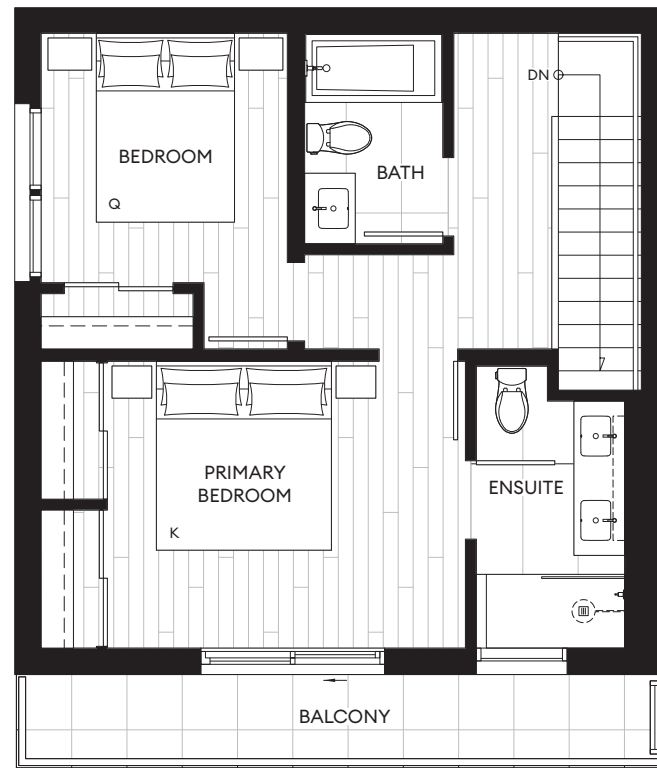 DN
BEDROOM
BATH
Q
PRIMARY
BEDROOM
ENSUITE
K
BALCONY